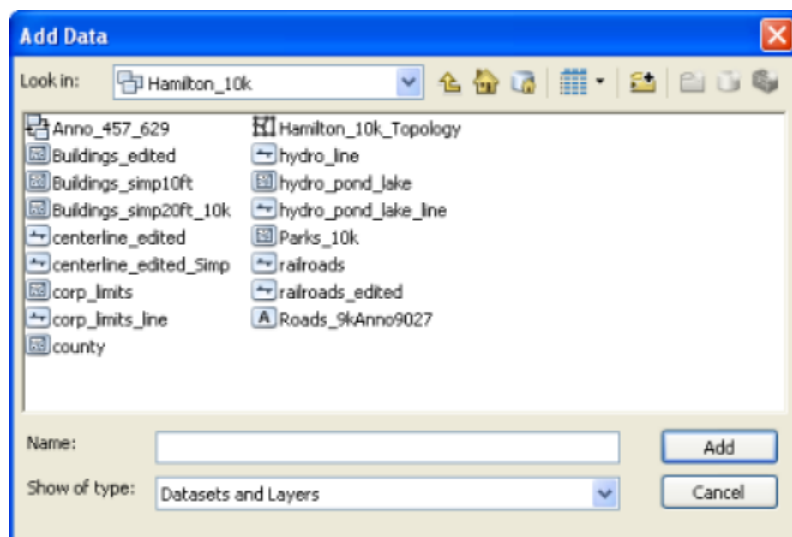 Add Data
Look in: Hamilton_10k
Anno_457_629
Buildings_edited
Buildings_simp10ft
Buildings_simp20ft_10k
centerline_edited
centerline_edited_Simp
corp_limits
corp_limits_line
county
Hamilton_10k_Topology
hydro_line
hydro_pond_lake
hydro_pond_lake_line
Parks_10k
railroads
railroads_edited
A Roads_9kAnno9027
Name:
Add
Show of type: Datasets and Layers
Cancel